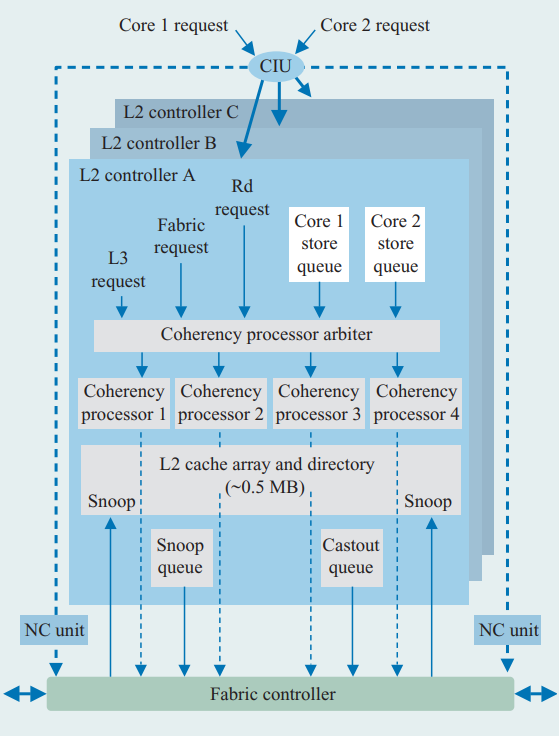 Core 1 request
Core 2 request
CIU
L2 controller C
L2 controller B
L2 controller A
Rd
request
Fabric
request
L3
request
Core 1
store
queue
Core 2
store
queue
Coherency processor arbiter
Coherency
processor 1
Coherency
processor 2
Coherency
processor 3
Coherency
processor 4
L2 cache array and directory
(~0.5 MB)
Snoop
Snoop
Snoop
queue
Castout
queue
NC unit
NC unit
Fabric controller